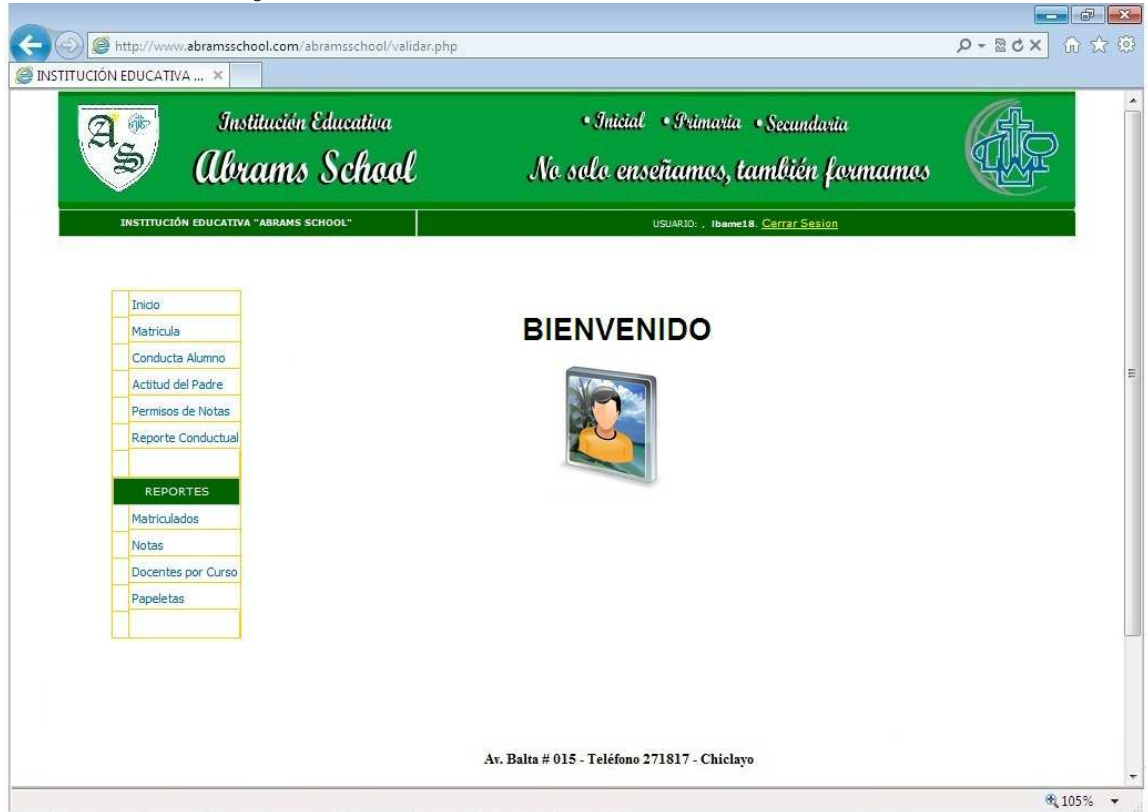 http://www.abramsschool.com/abramsschool/validar.php
INSTITUCIÓN EDUCATIVA ...
A S
Institución Educativa
Abrams School
• Inicial • Primaria • Secundaria
No solo enseñamos, también formamos
INSTITUCIÓN EDUCATIVA "ABRAMS SCHOOL"
USUARIO: , lbame18. Cerrar Sesion
Inicio
Matricula
Conducta Alumno
Actitud del Padre
Permisos de Notas
Reporte Conductual
REPORTES
Matriculados
Notas
Docentes por Curso
Papeletas
BIENVENIDO
Av. Balta # 015 - Teléfono 271817 - Chiclayo
105%